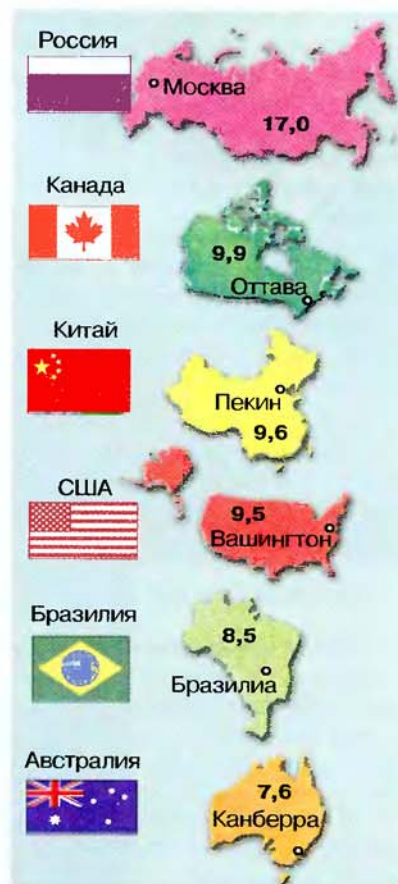 Россия
Москва
17,0
Канада
9,9
Оттава
Китай
Пекин
9,6
США
9,5
Вашингтон
Бразилия
8,5
Бразилиа
Австралия
7,6
Канберра